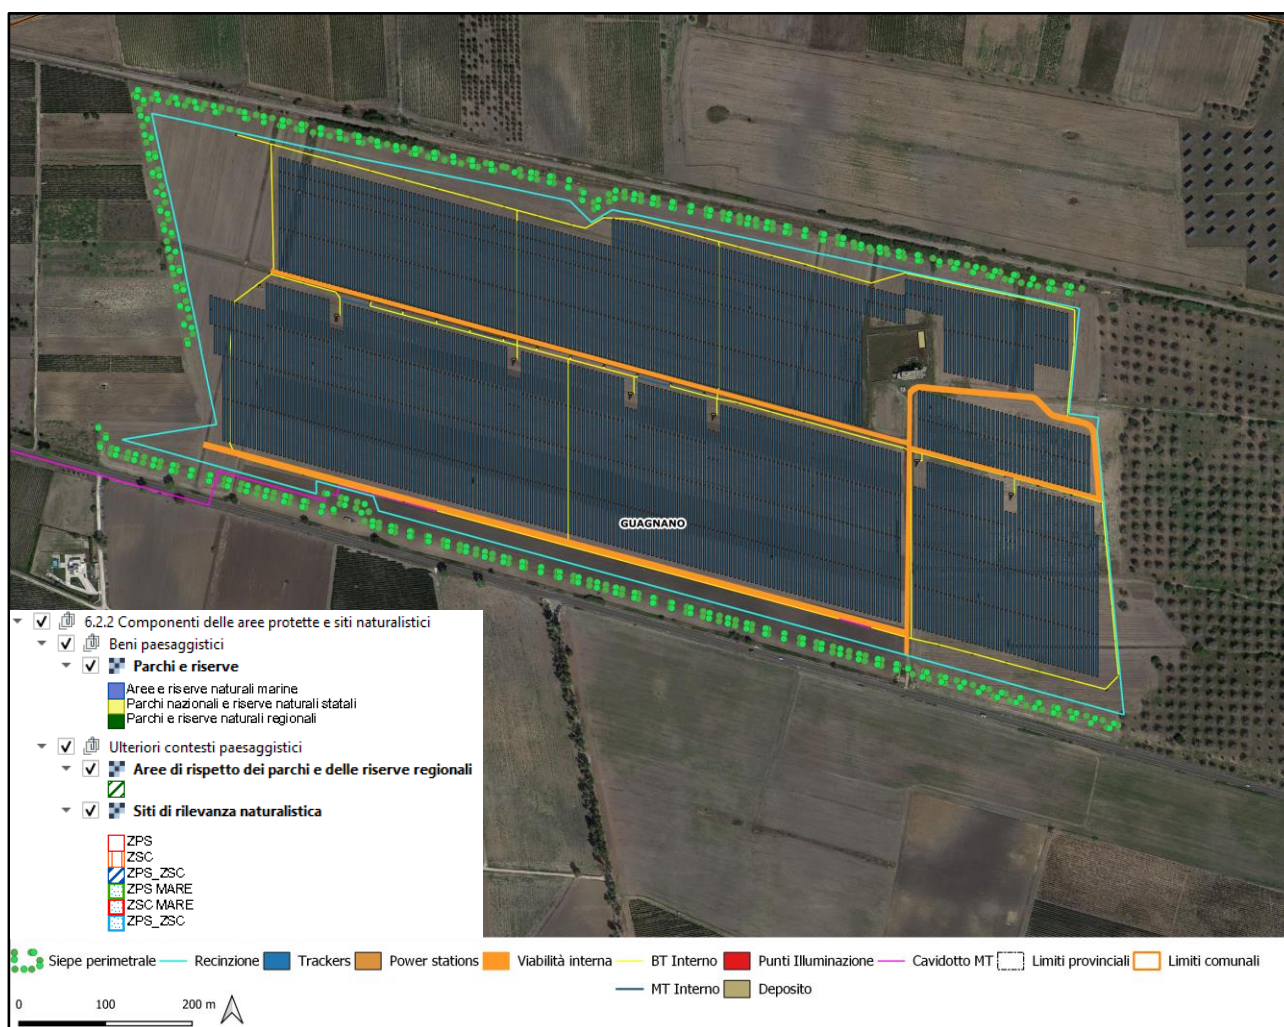 GUAGNANO
6.2.2 Componenti delle aree protette e siti naturalistici
Beni paesaggistici
Parchi e riserve
Aree e riserve naturali marine
Parchi nazionali e riserve naturali statali
Parchi e riserve naturali regionali
Ulteriori contesti paesaggistici
Aree di rispetto dei parchi e delle riserve regionali
Siti di rilevanza naturalistica
ZPS
ZSC
ZPS_ZSC
ZPS MARE
ZSC MARE
ZPS_ZSC
Siepe perimetrale Recinzione Trackers Power stations Viabilità interna BT Interno Punti Illuminazione Cavidotto MT Limiti provinciali Limiti comunali
MT Interno Deposito
0 100 200 m